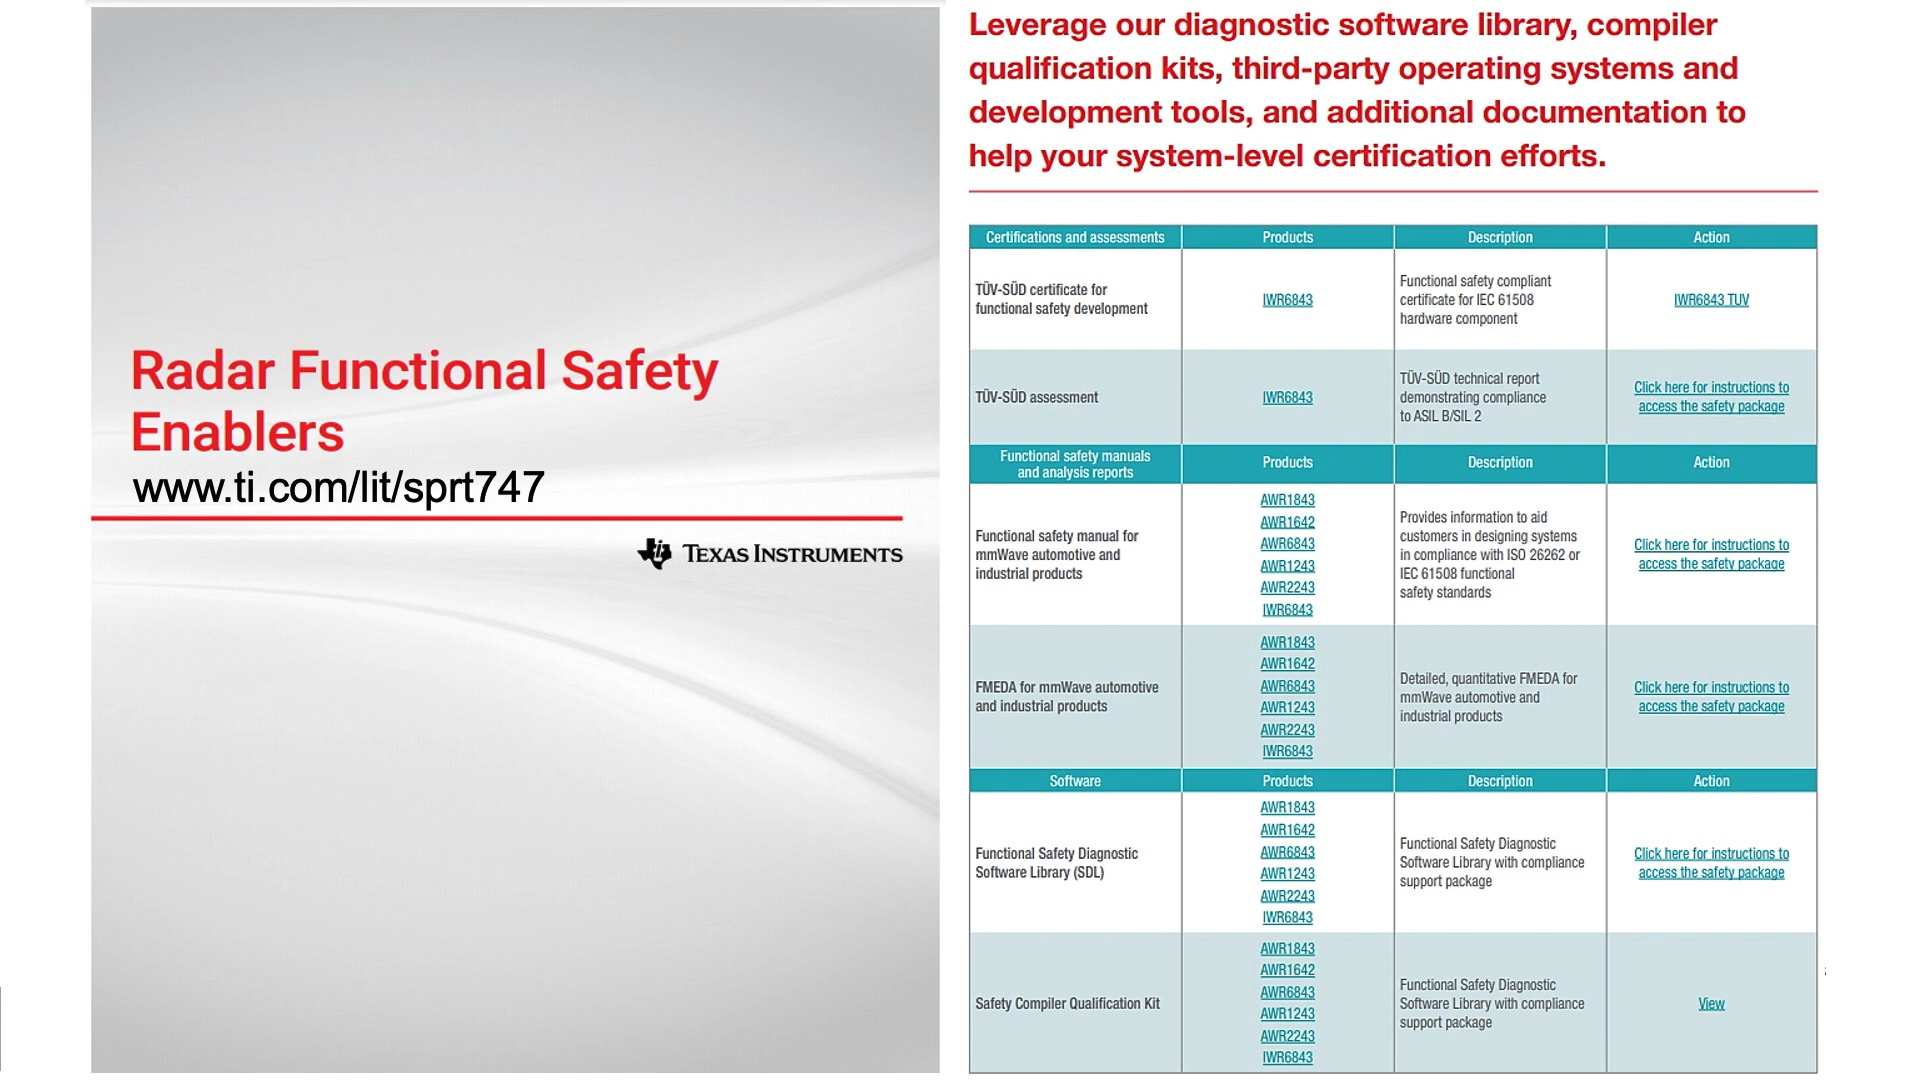 Radar Functional Safety
Enablers
www.ti.com/lit/sprt747
TEXAS INSTRUMENTS
Leverage our diagnostic software library, compiler
qualification kits, third-party operating systems and
development tools, and additional documentation to
help your system-level certification efforts.
Certifications and assessments
Products
Description
Action
TÜV-SÜD certificate for
functional safety development
IWR6843
Functional safety compliant
certificate for IEC 61508
hardware component
IWR6843 TUV
TÜV-SÜD assessment
IWR6843
TÜV-SÜD technical report
demonstrating compliance
to ASIL B/SIL 2
Click here for instructions to
access the safety package
Functional safety manuals
and analysis reports
Products
Description
Action
Functional safety manual for
mmWave automotive and
industrial products
AWR1843
AWR1642
AWR6843
AWR1243
AWR2243
IWR6843
Provides information to aid
customers in designing systems
in compliance with ISO 26262 or
IEC 61508 functional
safety standards
Click here for instructions to
access the safety package
FMEDA for mmWave automotive
and industrial products
AWR1843
AWR1642
AWR6843
AWR1243
AWR2243
IWR6843
Detailed, quantitative FMEDA for
mmWave automotive and
industrial products
Click here for instructions to
access the safety package
Software
Products
Description
Action
Functional Safety Diagnostic
Software Library (SDL)
AWR1843
AWR1642
AWR6843
AWR1243
AWR2243
IWR6843
Functional Safety Diagnostic
Software Library with compliance
support package
Click here for instructions to
access the safety package
Safety Compiler Qualification Kit
AWR1843
AWR1642
AWR6843
AWR1243
AWR2243
IWR6843
Functional Safety Diagnostic
Software Library with compliance
support package
View